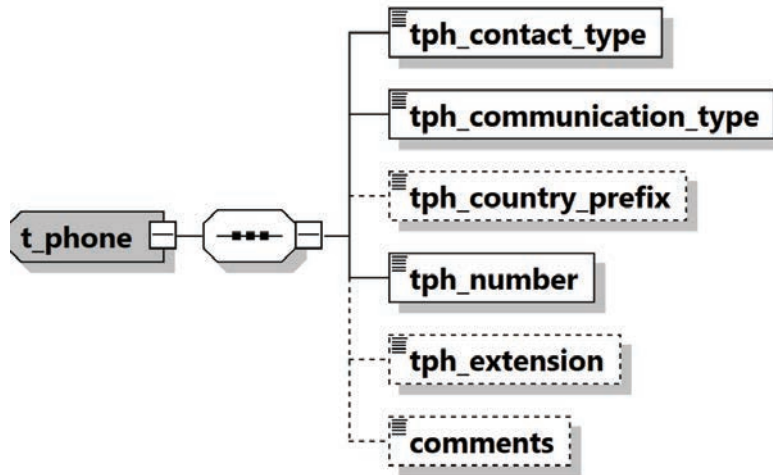 tph_contact_type
tph_communication_type
tph_country_prefix
t_phone
tph_number
tph_extension
comments